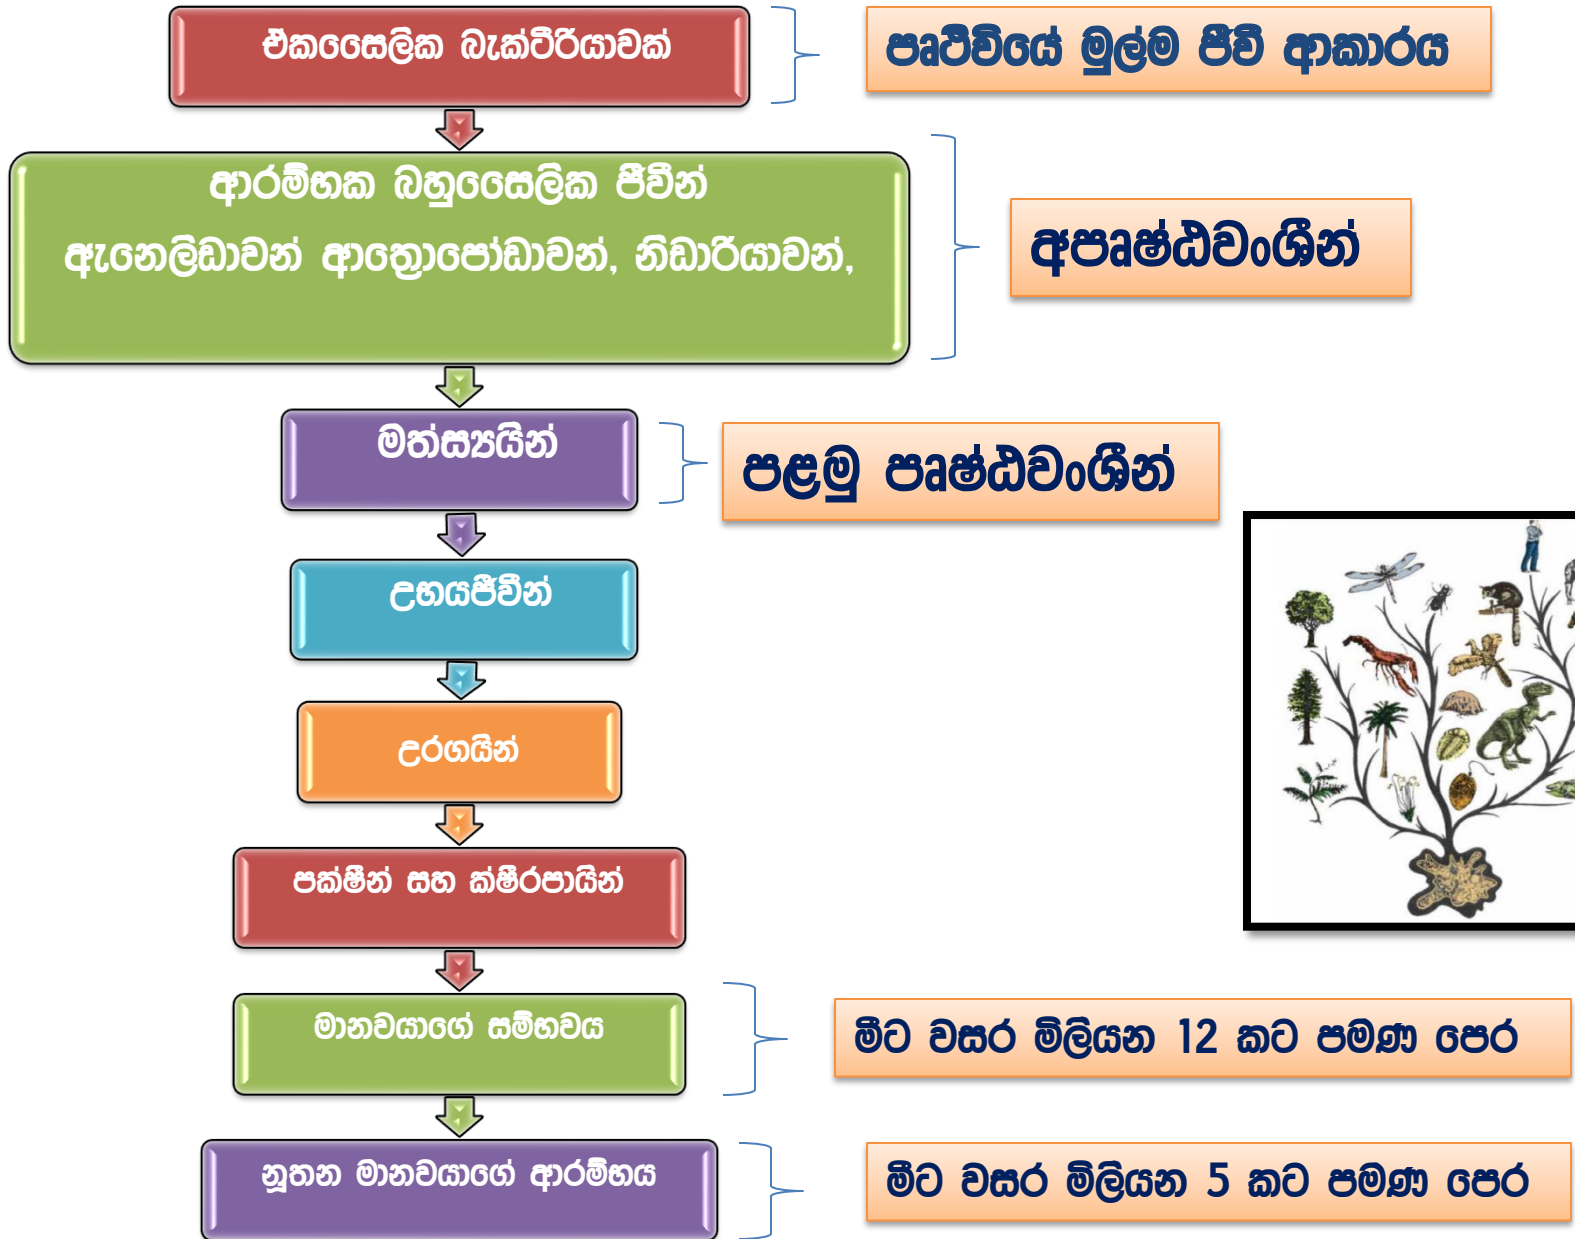 ඒකසෛලික බැක්ටීරියාවක්
පෘථිවියේ මුල්ම ජීවී ආකාරය
ආරම්භක බහුසෛලික ජීවීන්
ඇනෙලිඩාවන් ආත්‍රොපෝඩාවන්, නිඩාරියාවන්,
අපෘෂ්ඨවංශීන්
මත්ස්‍යයින්
පළමු පෘෂ්ඨවංශීන්
උභයජීවීන්
උරගයින්
පක්ෂීන් සහ ක්ෂීරපායින්
මානවයාගේ සම්භවය
මීට වසර මිලියන 12 කට පමණ පෙර
නූතන මානවයාගේ ආරම්භය
මීට වසර මිලියන 5 කට පමණ පෙර